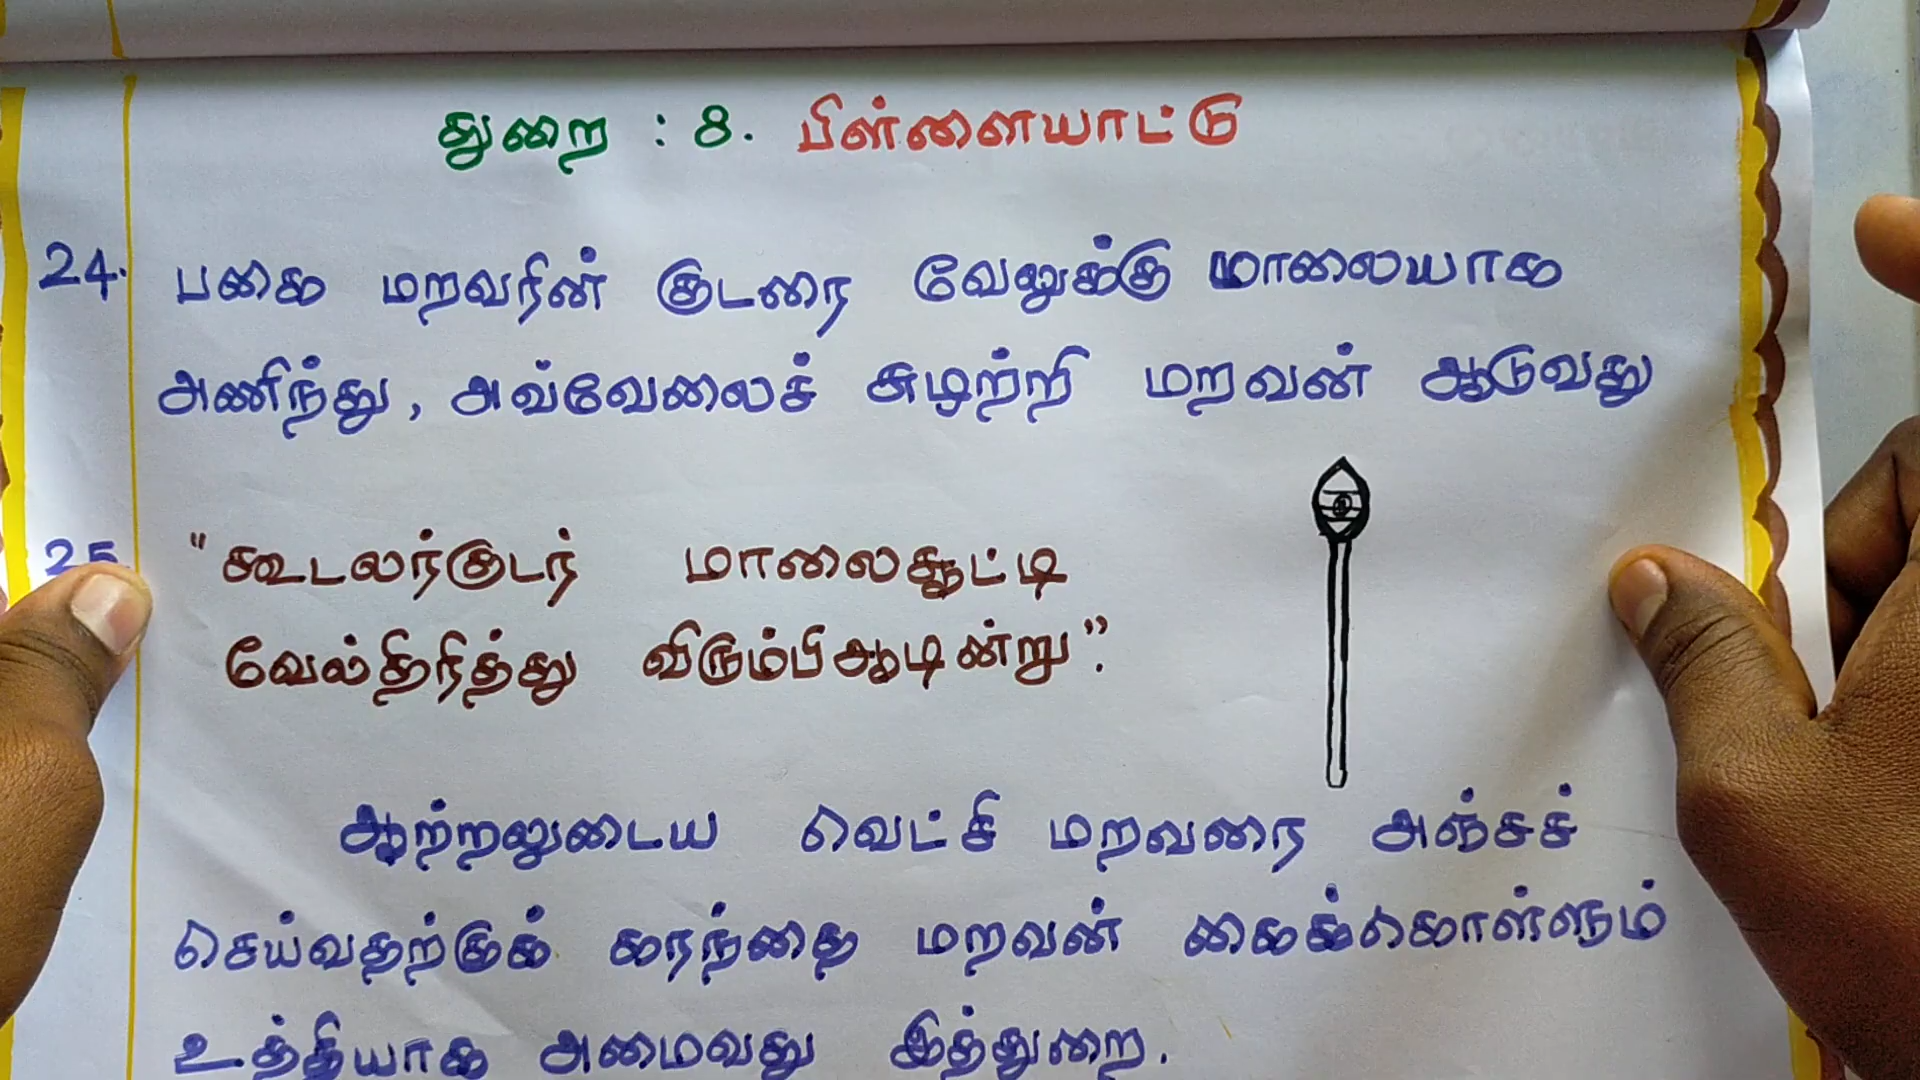 துறை : 8. பிள்ளையாட்டு
24. பகை மறவரின் குடரை வேலுக்கு மாலையாக
அணிந்து, அவ்வேலைச் சுழற்றி மறவன் ஆடுவது
25. "கூடலர்குடர் மாலைசூட்டி
வேல்திரித்து விரும்பிஆடின்று".
ஆற்றலுடைய வெட்சி மறவரை அஞ்சச்
செய்வதற்குக் கரந்தை மறவன் கைக்கொள்ளும்
உத்தியாக அமைவது இத்துறை.